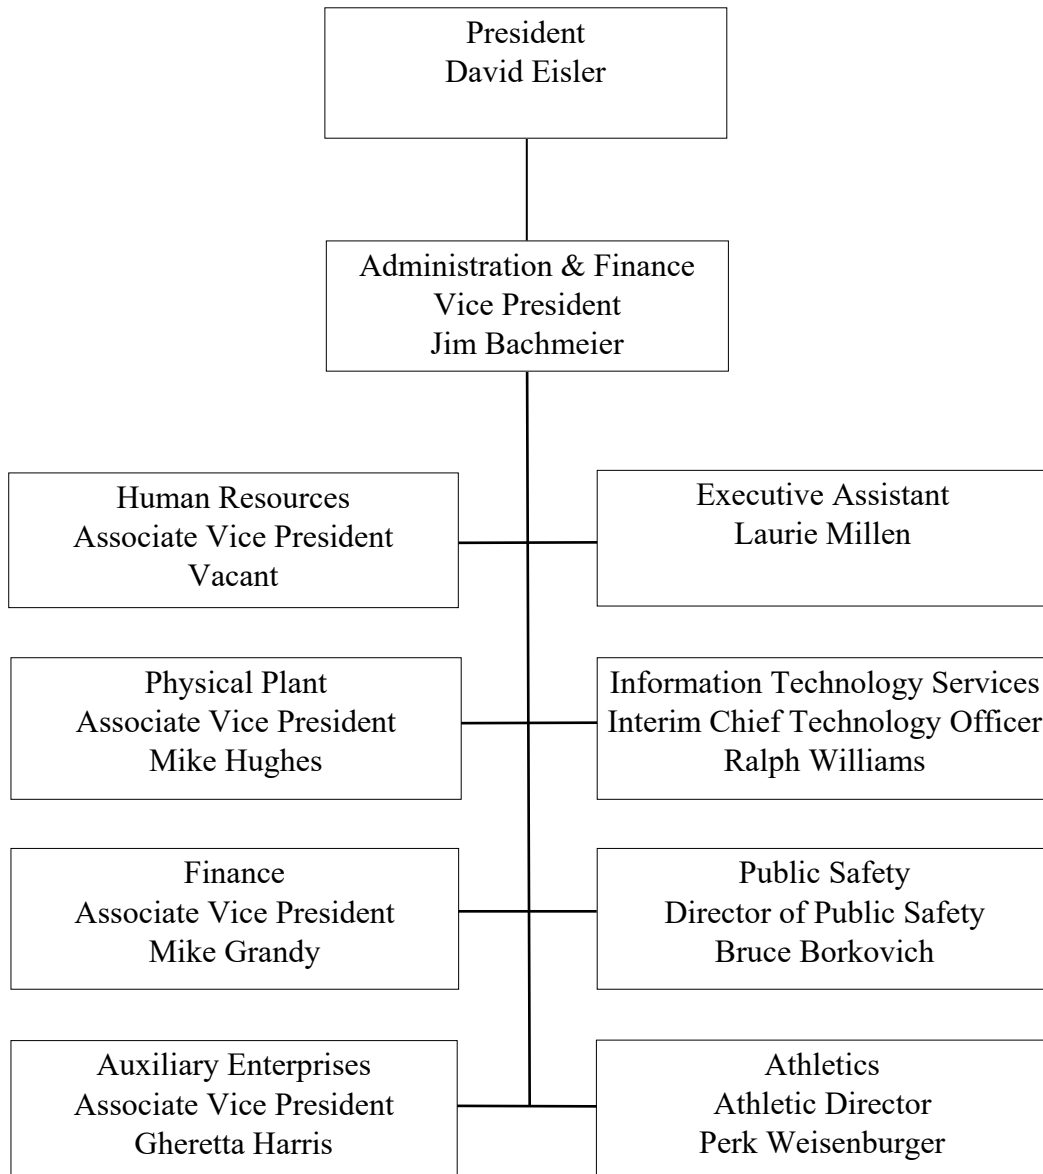 President
David Eisler
Administration & Finance
Vice President
Jim Bachmeier
Human Resources
Associate Vice President
Vacant
Executive Assistant
Laurie Millen
Physical Plant
Associate Vice President
Mike Hughes
Information Technology Services
Interim Chief Technology Officer
Ralph Williams
Finance
Associate Vice President
Mike Grandy
Public Safety
Director of Public Safety
Bruce Borkovich
Auxiliary Enterprises
Associate Vice President
Gheretta Harris
Athletics
Athletic Director
Perk Weisenburger